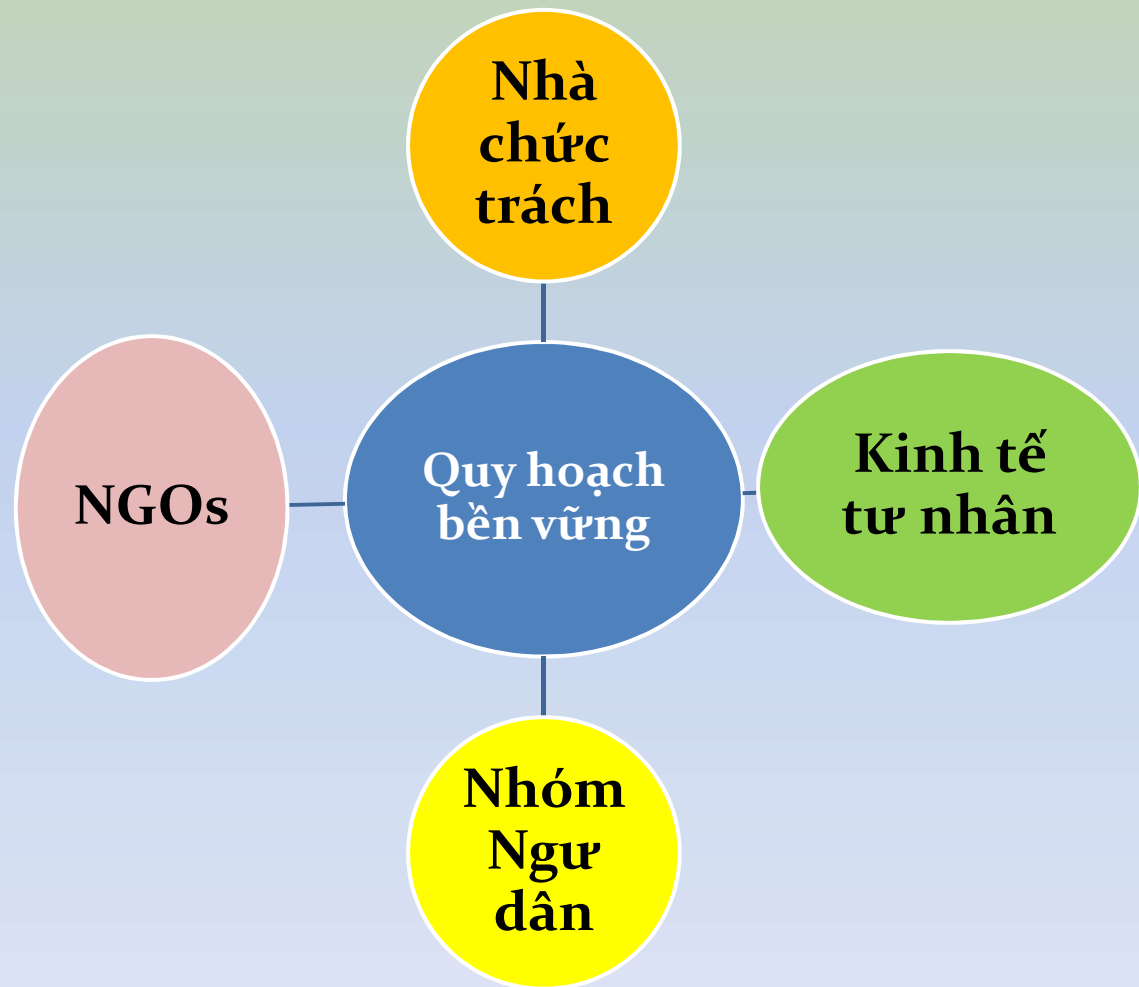 Nhà
chức
trách
NGOs
Quy hoạch
bền vững
Kinh tế
tư nhân
Nhóm
Ngư
dân